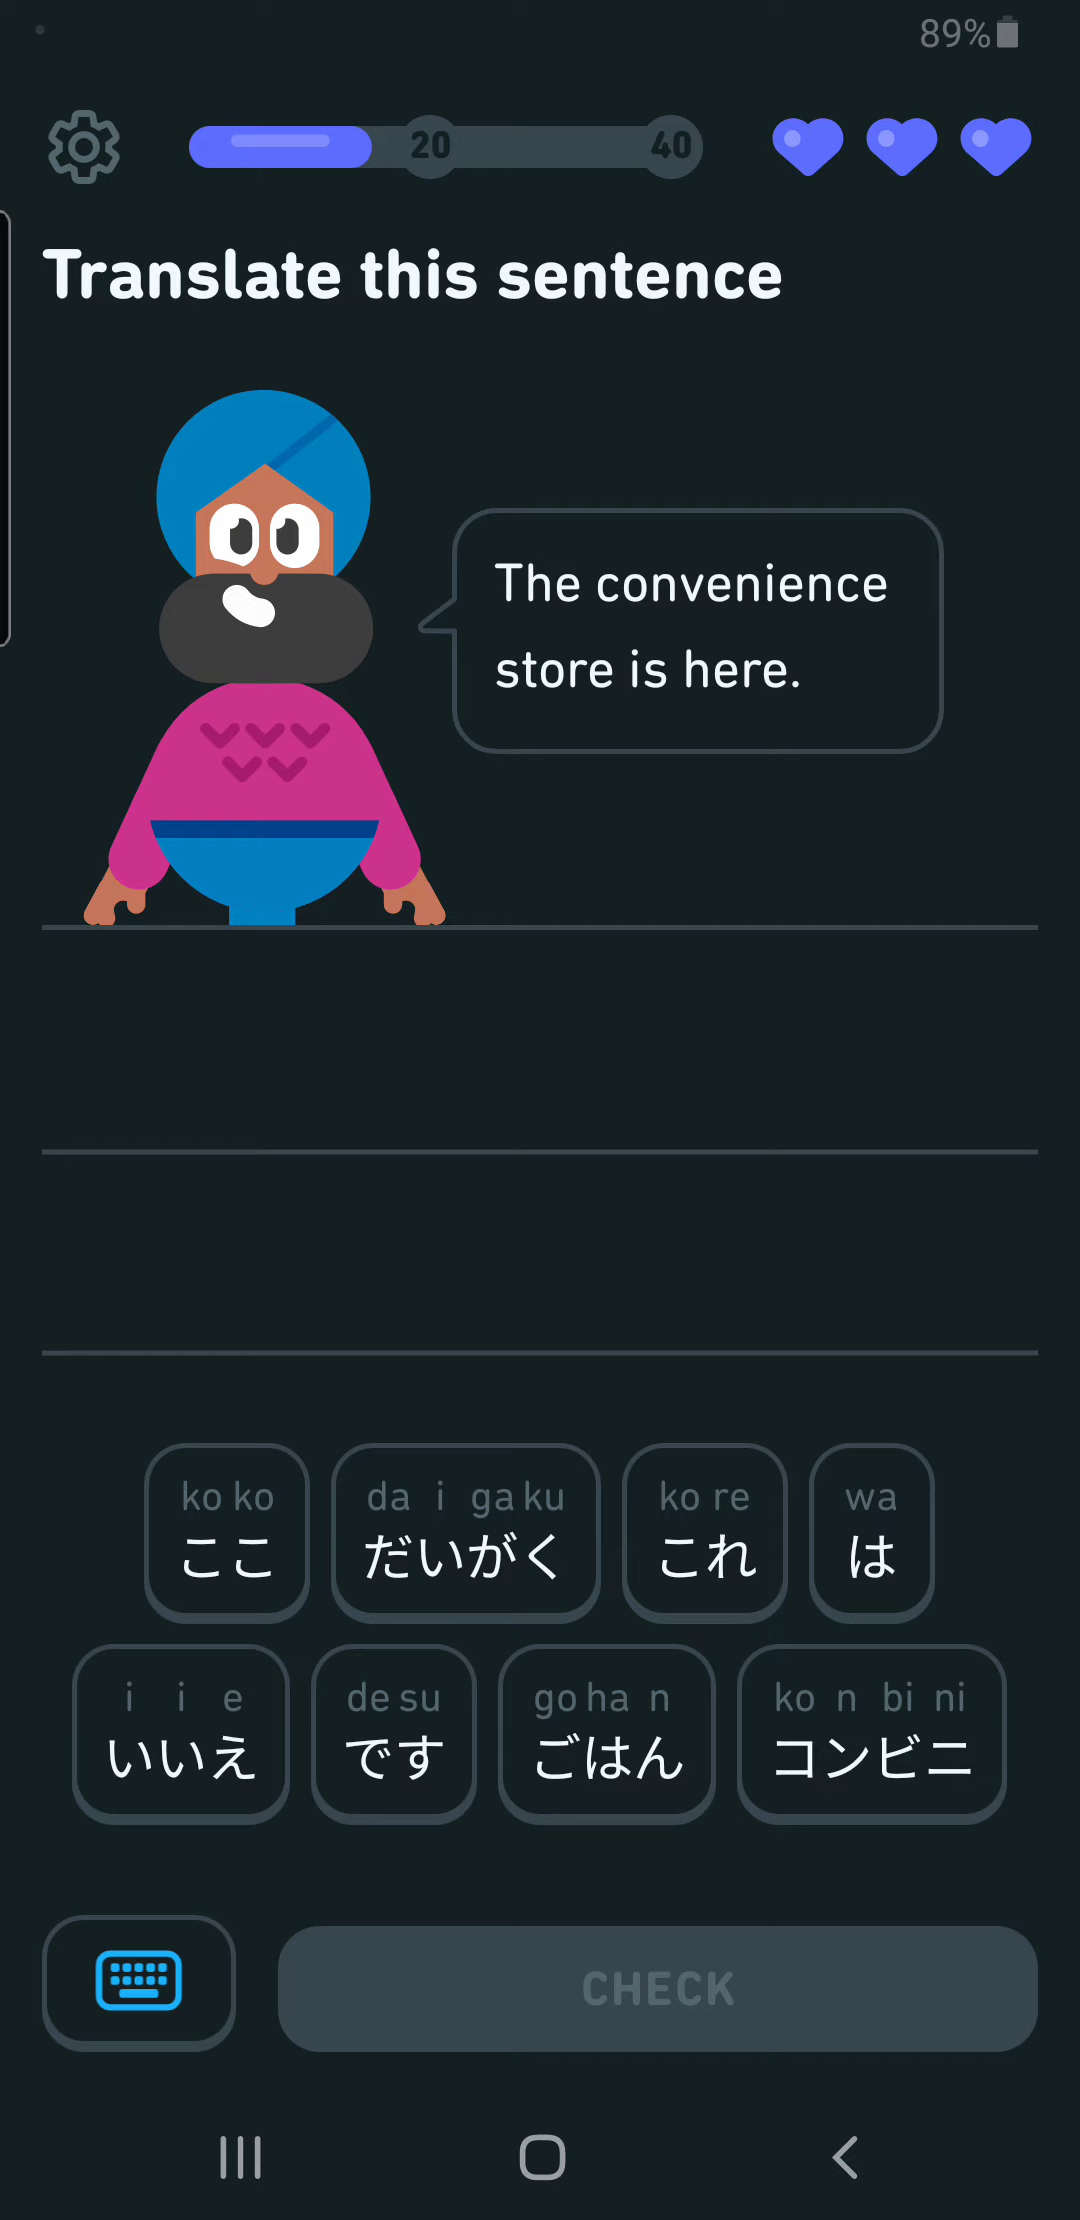 89%
20 40
Translate this sentence
The convenience
store is here.
ko ko da i ga ku ko re wa
ここ だいがく これ は
i i e de su go ha n ko n bi ni
いいえ です ごはん コンビニ
CHECK